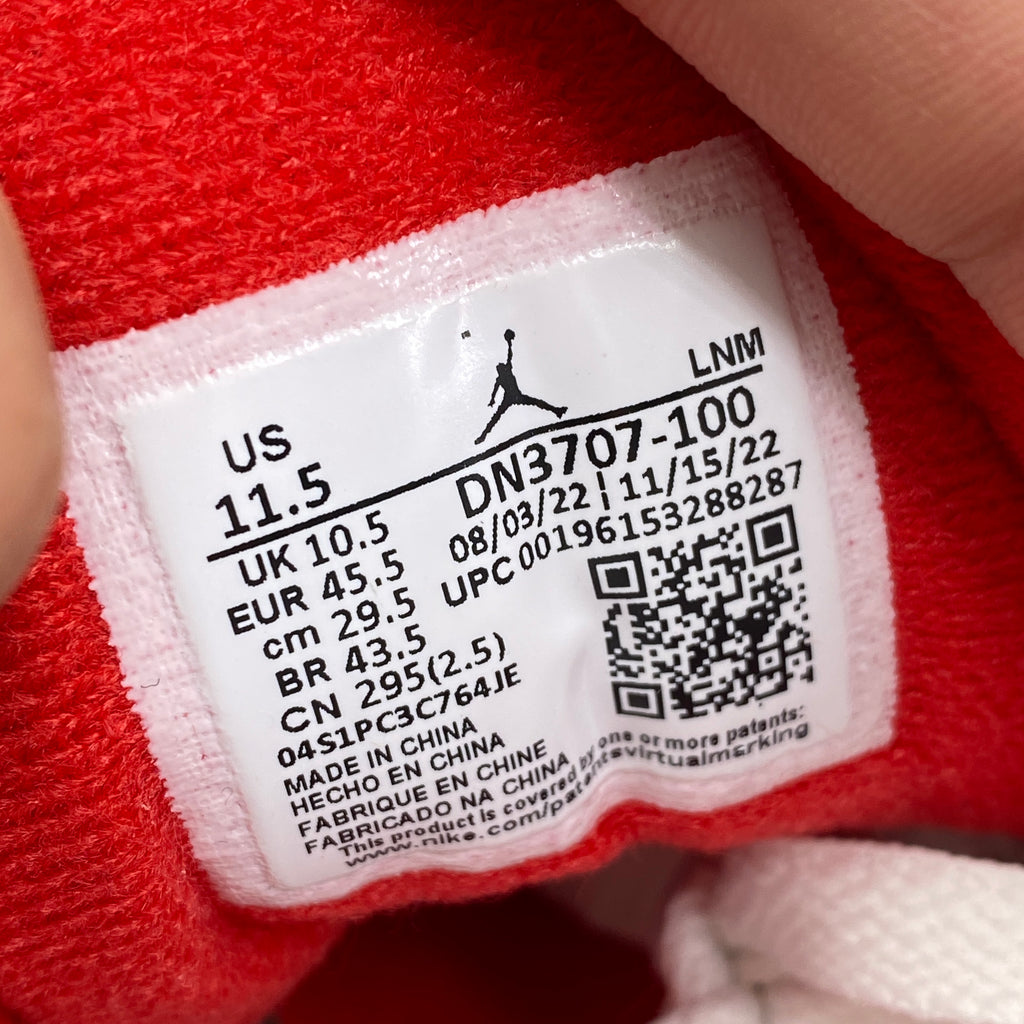 LNM
US
11.5
DN3707-100
08/03/22 | 11/15/22
UPC 00196153288287
UK 10.5
EUR 45.5
cm 29.5
BR 43.5
CN 295(2.5)
04S1PC3C764JE
MADE IN CHINA
HECHO EN CHINA
FABRIQUE EN CHINE
FABRICADO NA CHINA
This product is covered by one or more patents:
www.nike.com/patentsvirtualmarking